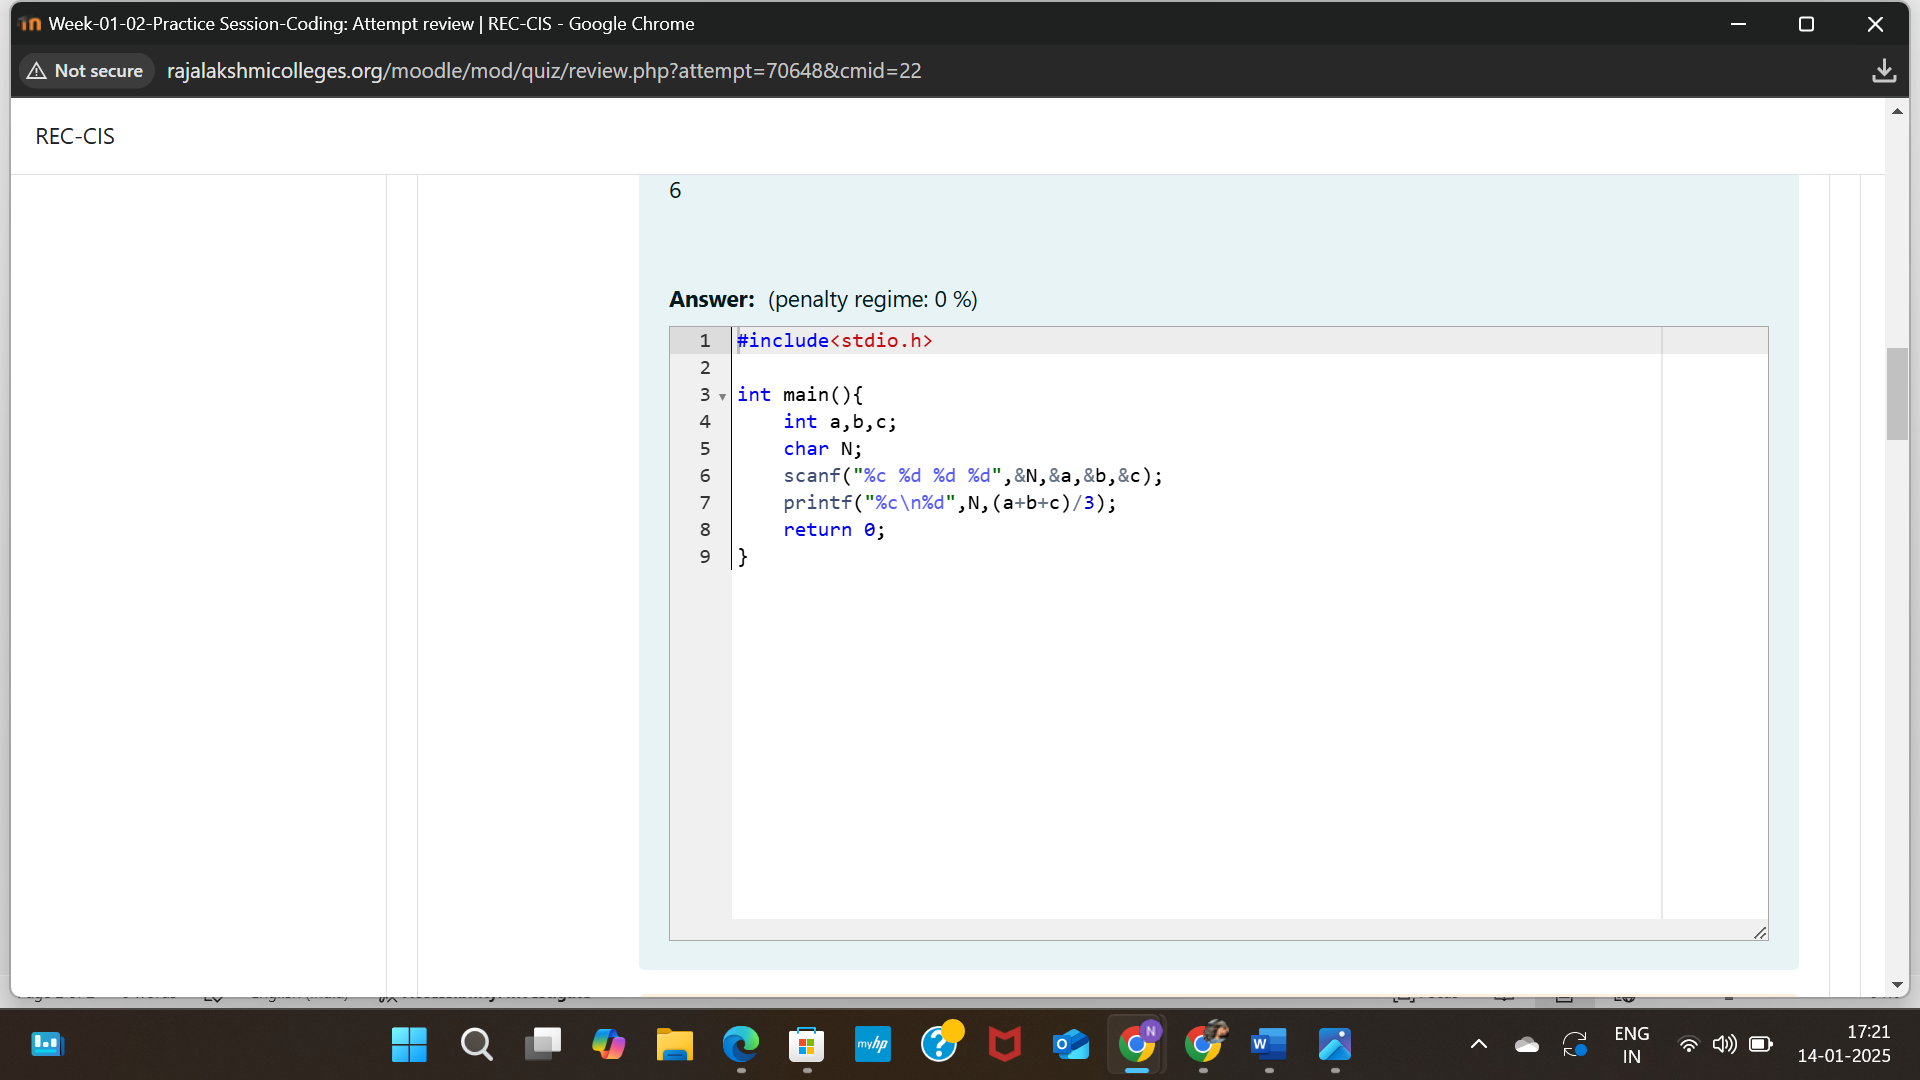 Week-01-02-Practice Session-Coding: Attempt review | REC-CIS - Google Chrome
Not secure rajalakshmicolleges.org/moodle/mod/quiz/review.php?attempt=70648&cmid=22
REC-CIS
6
Answer: (penalty regime: 0 %)
1 #include<stdio.h>
2
3 int main(){
4 int a,b,c;
5 char N;
6 scanf("%c %d %d %d",&N,&a,&b,&c);
7 printf("%c\n%d",N,(a+b+c)/3);
8 return 0;
9 }
myhp
N
W
ENG
IN
17:21
14-01-2025